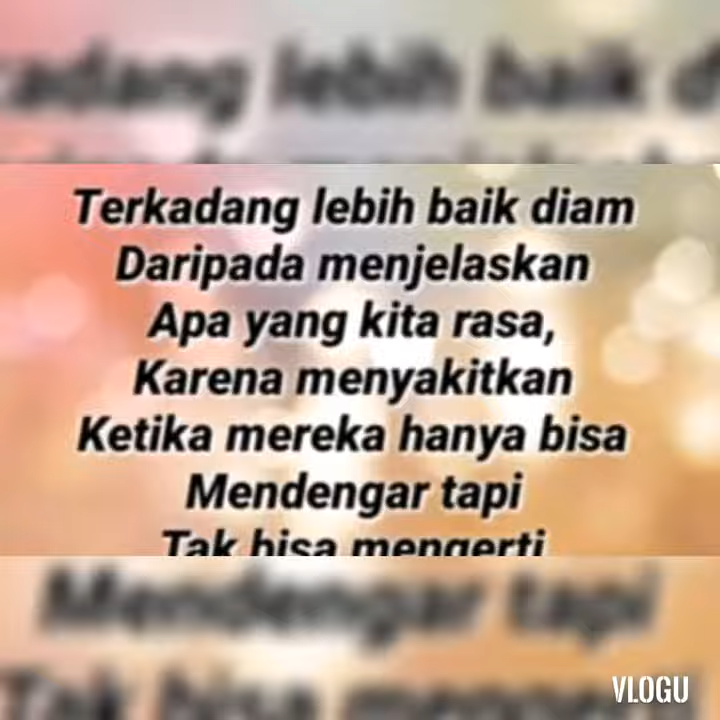 Terkadang lebih baik diam
Daripada menjelaskan
Apa yang kita rasa,
Karena menyakitkan
Ketika mereka hanya bisa
Mendengar tapi
Tak bisa mengerti
VLOGU